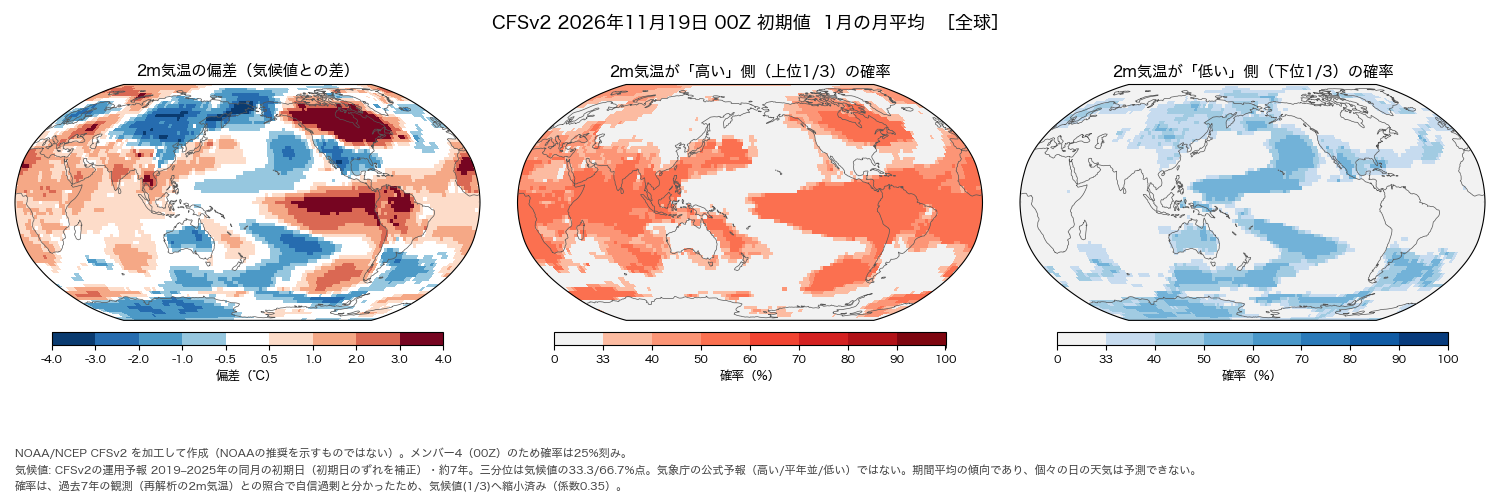 CFSv2 2026年11月19日 00Z 初期値 1月の月平均 ［全球］
2m気温の偏差（気候値との差）
2m気温が「高い」側（上位1/3）の確率
2m気温が「低い」側（下位1/3）の確率
-4.0 -3.0 -2.0 -1.0 -0.5 0.5 1.0 2.0 3.0 4.0
偏差（℃）
0 33 40 50 60 70 80 90 100
確率（%）
0 33 40 50 60 70 80 90 100
確率（%）
NOAA/NCEP CFSv2 を加工して作成（NOAAの推奨を示すものではない）。メンバー4（00Z）のため確率は25%刻み。
気候値: CFSv2の運用予報 2019–2025年の同月の初期日（初期日のずれを補正）・約7年。三分位は気候値の33.3/66.7%点。気象庁の公式予報（高い/平年並/低い）ではない。期間平均の傾向であり、個々の日の天気は予測できない。
確率は、過去7年の観測（再解析の2m気温）との照合で自信過剰と分かったため、気候値(1/3)へ縮小済み（係数0.35）。